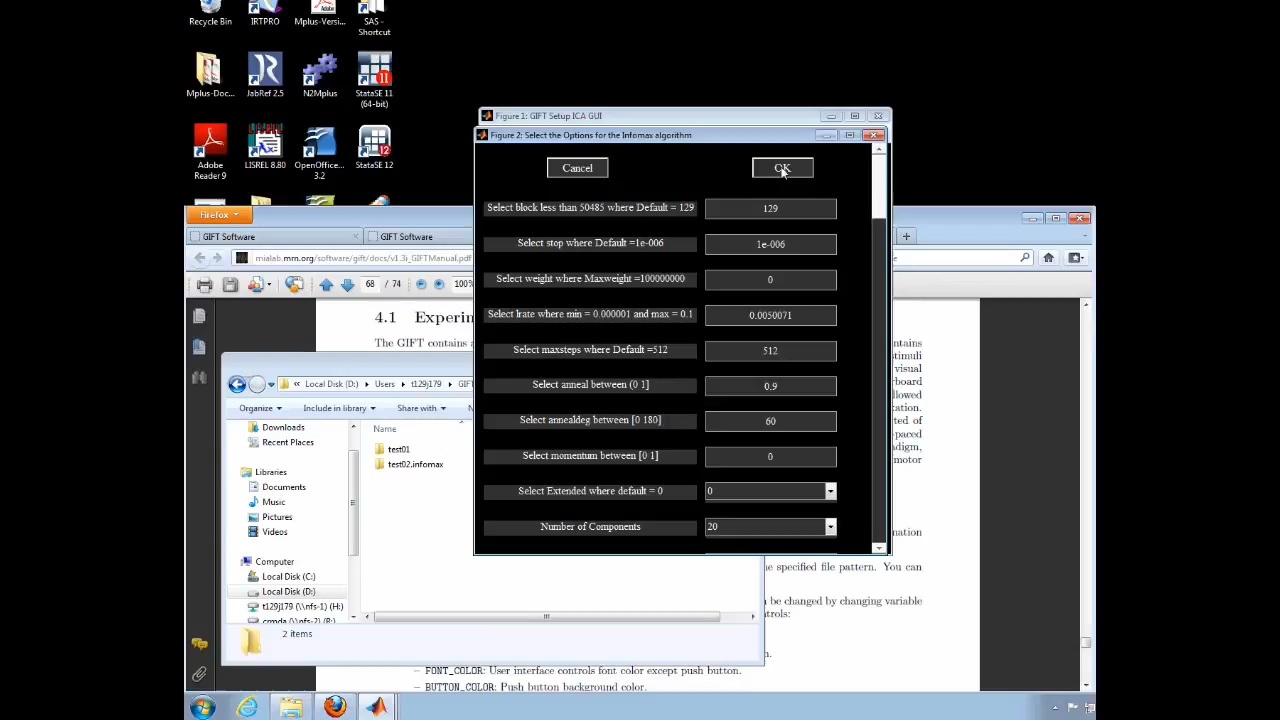 Recycle Bin
IRTPRO
Mplus-Versi...
SAS - Shortcut
Mplus-Doc...
JabRef 2.5
N2Mplus
StataSE 11 (64-bit)
11
Adobe Reader 9
LISREL 8.80
OpenOffice... 3.2
StataSE 12
12
Figure 1: GIFT Setup ICA GUI
Figure 2: Select the Options for the Infomax algorithm
Cancel
OK
Select block less than 50485 where Default = 129
129
Select stop where Default =1e-006
1e-006
Select weight where Maxweight =100000000
0
Select lrate where min = 0.000001 and max = 0.1
0.0050071
Select maxsteps where Default =512
512
Select anneal between (0 1]
0.9
Select annealdeg between [0 180]
60
Select momentum between [0 1]
0
Select Extended where default = 0
0
Number of Components
20
Firefox
GIFT Software
GIFT Software
mialab.mrn.org/software/gift/docs/v1.3i_GIFTManual.pdf
68 / 74
100%
4.1 Experin
The GIFT contains a
ntains
stimuli
visual
erboard
llowed
zation.
ted of
-paced
adigm,
motor
nation
he specified file pattern. You can
n be changed by changing variable
ntrols:
n.
– FONT_COLOR: User interface controls font color except push button.
– BUTTON_COLOR: Push button background color.
Local Disk (D:)
Users
t129j179
GIF
Organize
Include in library
Share with
N
Name
Downloads
Recent Places
Libraries
Documents
Music
Pictures
Videos
Computer
Local Disk (C:)
Local Disk (D:)
t129j179 (\\nfs-1) (H:)
crmda (\\nfs-2) (R:)
test01
test02.infomax
2 items